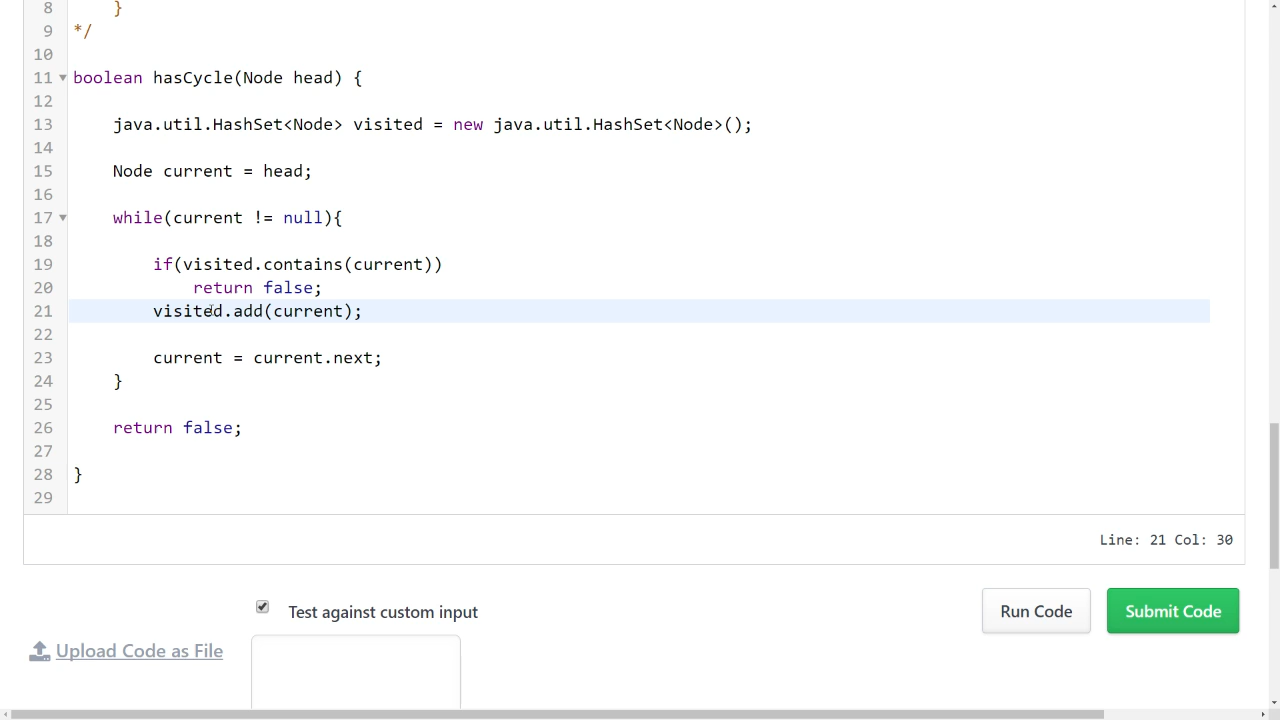 8 }
9 */
10
11 boolean hasCycle(Node head) {
12
13 java.util.HashSet<Node> visited = new java.util.HashSet<Node>();
14
15 Node current = head;
16
17 while(current != null){
18
19 if(visited.contains(current))
20 return false;
21 visited.add(current);
22
23 current = current.next;
24 }
25
26 return false;
27
28 }
29
Line: 21 Col: 30
Test against custom input
Run Code
Submit Code
Upload Code as File